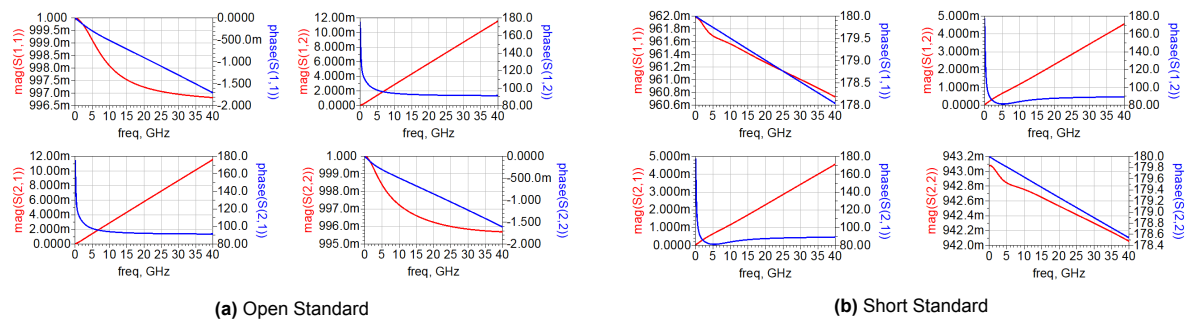 mag(S(1,1))
1.000
999.5m
999.0m
998.5m
998.0m
997.5m
997.0m
996.5m
0 5 10 15 20 25 30 35 40
freq, GHz
0.0000
-500.0m
-1.000
-1.500
-2.000
phase(S(1,1))
mag(S(1,2))
12.00m
10.00m
8.000m
6.000m
4.000m
2.000m
0.0000
0 5 10 15 20 25 30 35 40
freq, GHz
180.0
160.0
140.0
120.0
100.0
80.00
phase(S(1,2))
mag(S(2,1))
12.00m
10.00m
8.000m
6.000m
4.000m
2.000m
0.0000
0 5 10 15 20 25 30 35 40
freq, GHz
180.0
160.0
140.0
120.0
100.0
80.00
phase(S(2,1))
mag(S(2,2))
1.000
999.0m
998.0m
997.0m
996.0m
995.0m
0 5 10 15 20 25 30 35 40
freq, GHz
0.0000
-500.0m
-1.000
-1.500
-2.000
phase(S(2,2))
(a) Open Standard
mag(S(1,1))
962.0m
961.8m
961.6m
961.4m
961.2m
961.0m
960.8m
960.6m
0 5 10 15 20 25 30 35 40
freq, GHz
180.0
179.5
179.0
178.5
178.0
phase(S(1,1))
mag(S(1,2))
5.000m
4.000m
3.000m
2.000m
1.000m
0.0000
0 5 10 15 20 25 30 35 40
freq, GHz
180.0
160.0
140.0
120.0
100.0
80.00
phase(S(1,2))
mag(S(2,1))
5.000m
4.000m
3.000m
2.000m
1.000m
0.0000
0 5 10 15 20 25 30 35 40
freq, GHz
180.0
160.0
140.0
120.0
100.0
80.00
phase(S(2,1))
mag(S(2,2))
943.2m
943.0m
942.8m
942.6m
942.4m
942.2m
942.0m
0 5 10 15 20 25 30 35 40
freq, GHz
180.0
179.8
179.6
179.4
179.2
179.0
178.8
178.6
178.4
phase(S(2,2))
(b) Short Standard